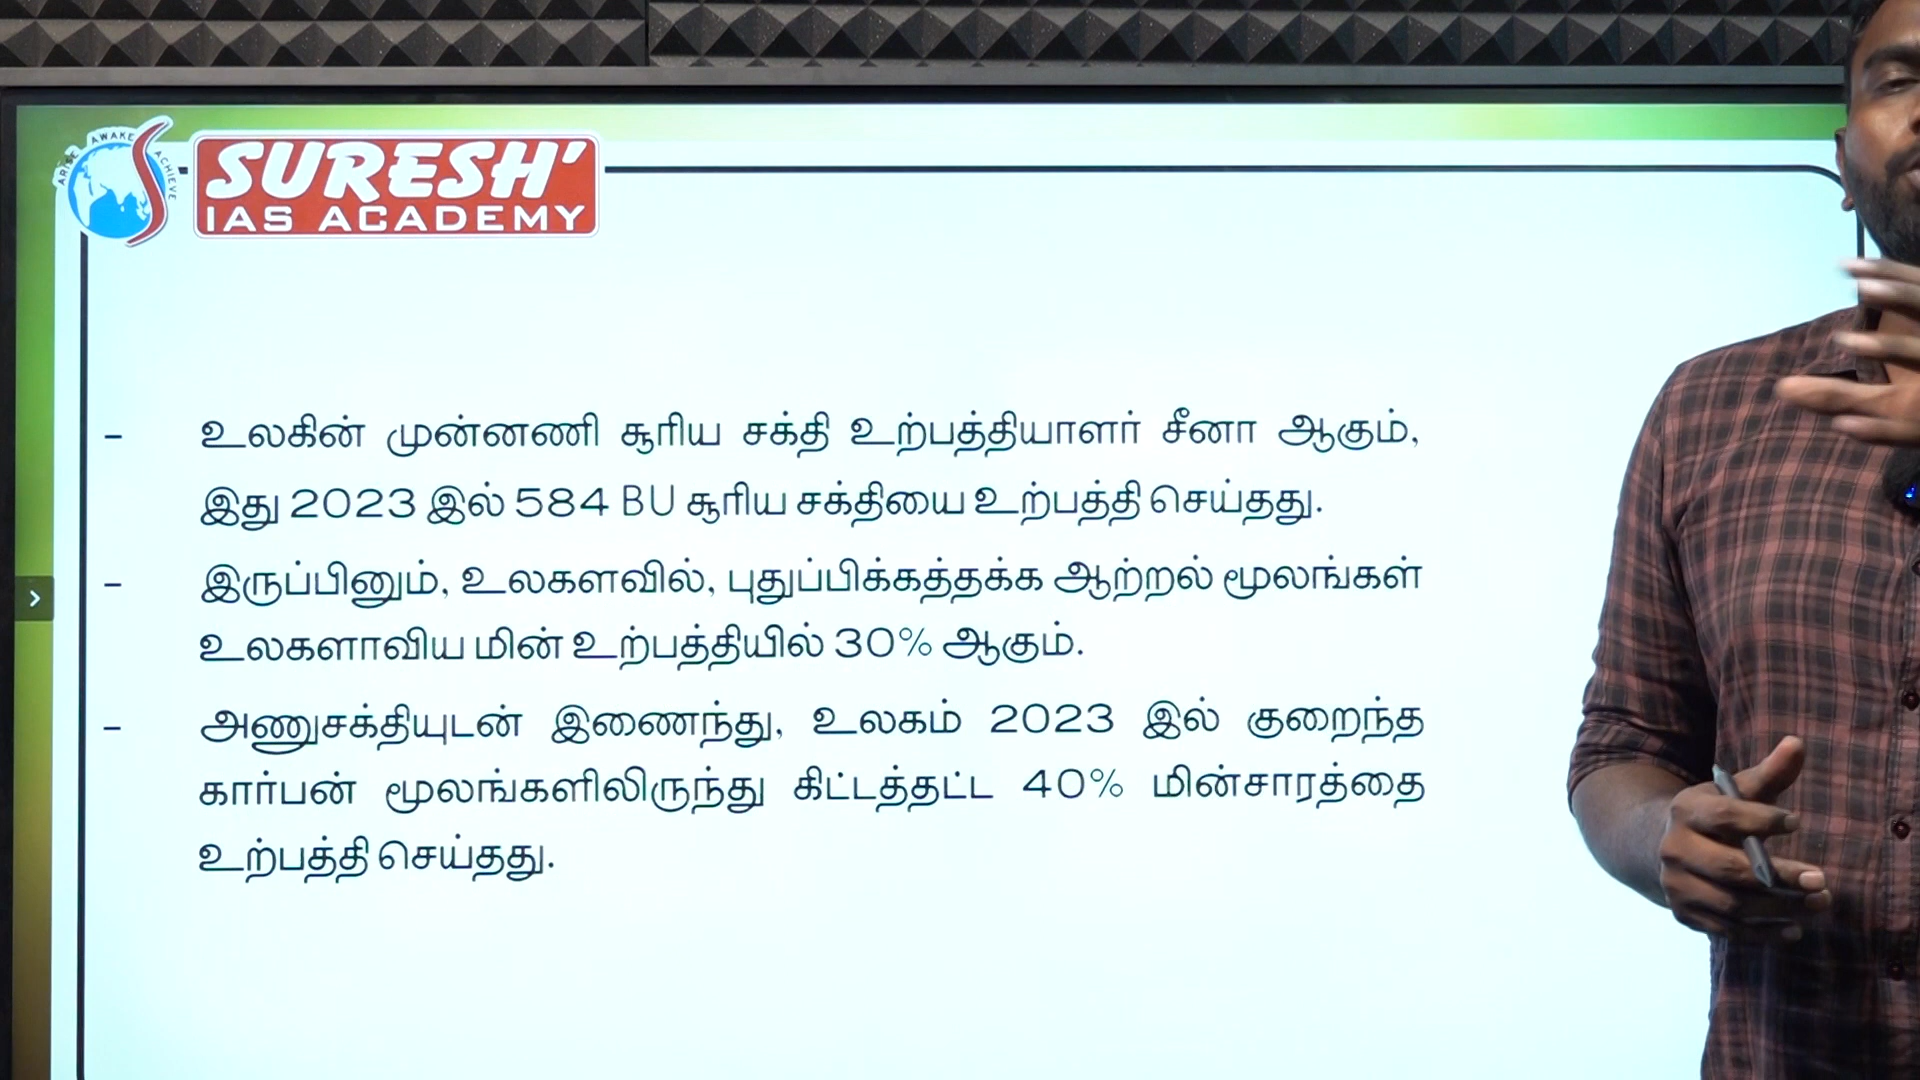 ARISE AWAKE ACHIEVE
SURESH'
IAS ACADEMY
- உலகின் முன்னணி சூரிய சக்தி உற்பத்தியாளர் சீனா ஆகும்,
இது 2023 இல் 584 BU சூரிய சக்தியை உற்பத்தி செய்தது.
- இருப்பினும், உலகளவில், புதுப்பிக்கத்தக்க ஆற்றல் மூலங்கள்
உலகளாவிய மின் உற்பத்தியில் 30% ஆகும்.
- அணுசக்தியுடன் இணைந்து, உலகம் 2023 இல் குறைந்த
கார்பன் மூலங்களிலிருந்து கிட்டத்தட்ட 40% மின்சாரத்தை
உற்பத்தி செய்தது.